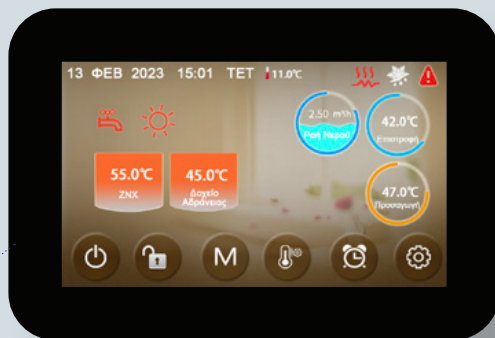 13 ΦΕΒ 2023 15:01 ΤΕΤ 11.0℃
2.50 m³/h
Ροή Νερού
42.0℃
Επιστροφή
55.0℃
ΖΝΧ
45.0℃
Δοχείο
Αδράνειας
47.0℃
Προσαγωγή
M